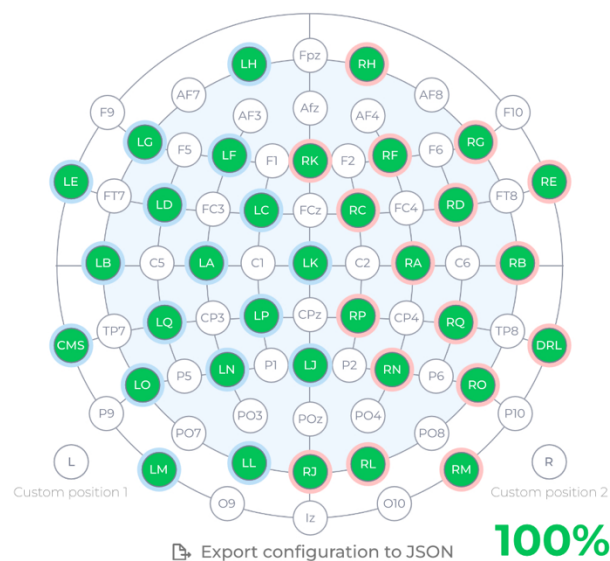 Fpz
LH RH
AF7 AF8
F9 AF3 Afz AF4 F10
LG F5 LF F1 RK F2 RF F6 RG
LE FT7 LD FC3 LC FCz RC FC4 RD FT8 RE
LB C5 LA C1 LK C2 RA C6 RB
TP7 LQ CP3 LP CPz RP CP4 RQ TP8
CMS DRL
LO P5 LN P1 LJ P2 RN P6 RO
P9 PO3 POz PO4 P10
PO7 PO8
L LM LL RJ RL RM R
Custom position 1 Custom position 2
O9 Iz O10
Export configuration to JSON 100%